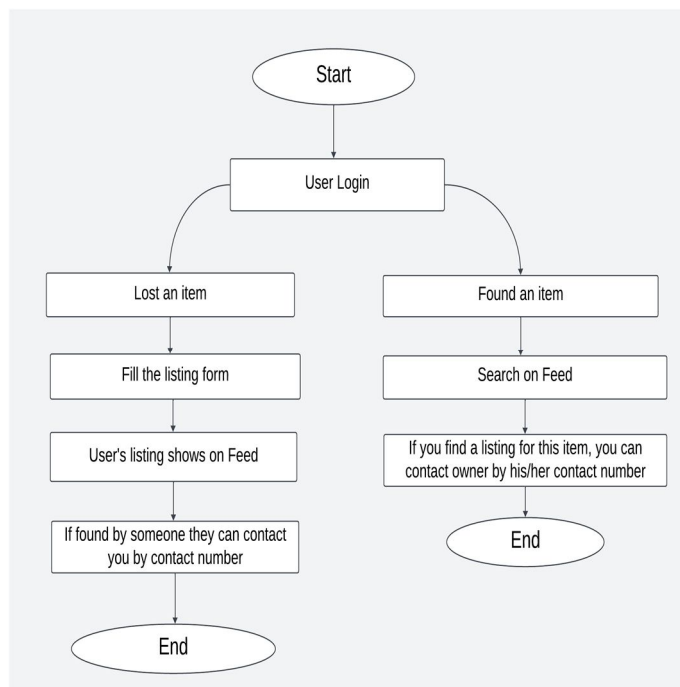 Start
User Login
Lost an item
Fill the listing form
User's listing shows on Feed
If found by someone they can contact
you by contact number
End
Found an item
Search on Feed
If you find a listing for this item, you can
contact owner by his/her contact number
End